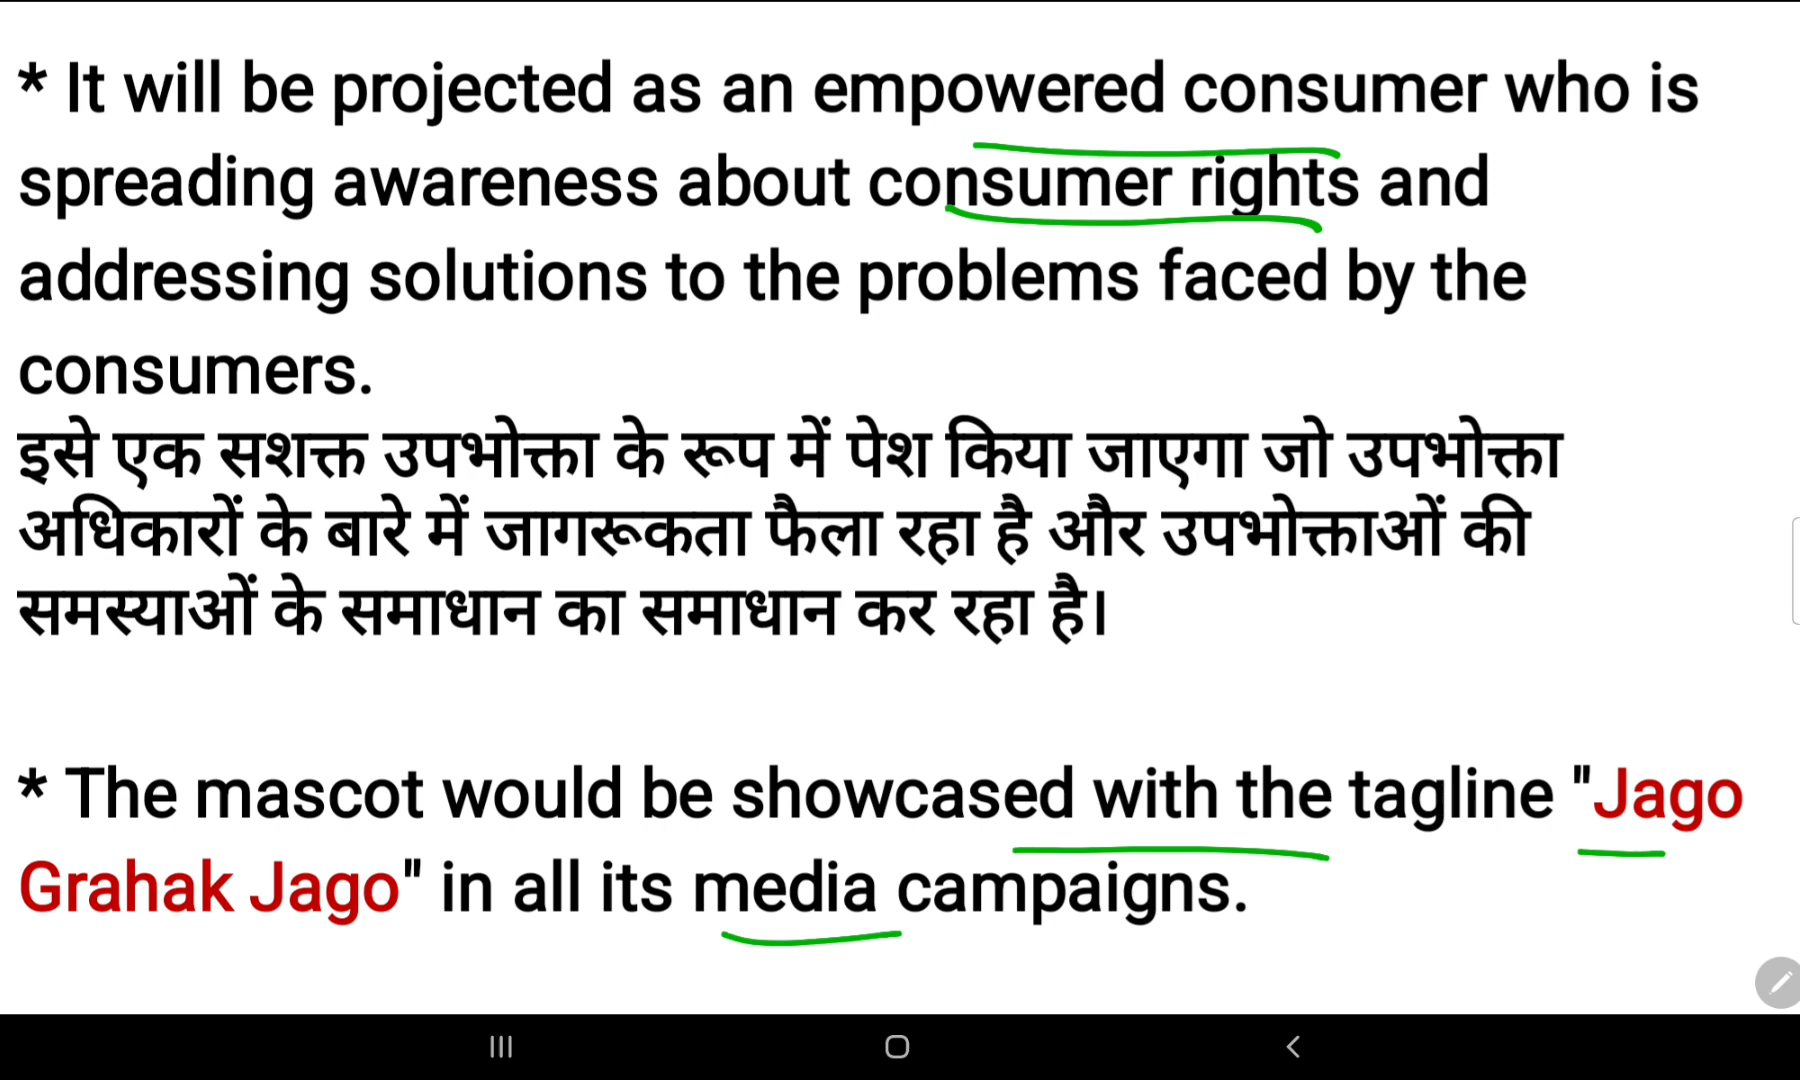 * It will be projected as an empowered consumer who is
spreading awareness about consumer rights and
addressing solutions to the problems faced by the
consumers.
इसे एक सशक्त उपभोक्ता के रूप में पेश किया जाएगा जो उपभोक्ता
अधिकारों के बारे में जागरूकता फैला रहा है और उपभोक्ताओं की
समस्याओं के समाधान का समाधान कर रहा है।
* The mascot would be showcased with the tagline "Jago
Grahak Jago" in all its media campaigns.